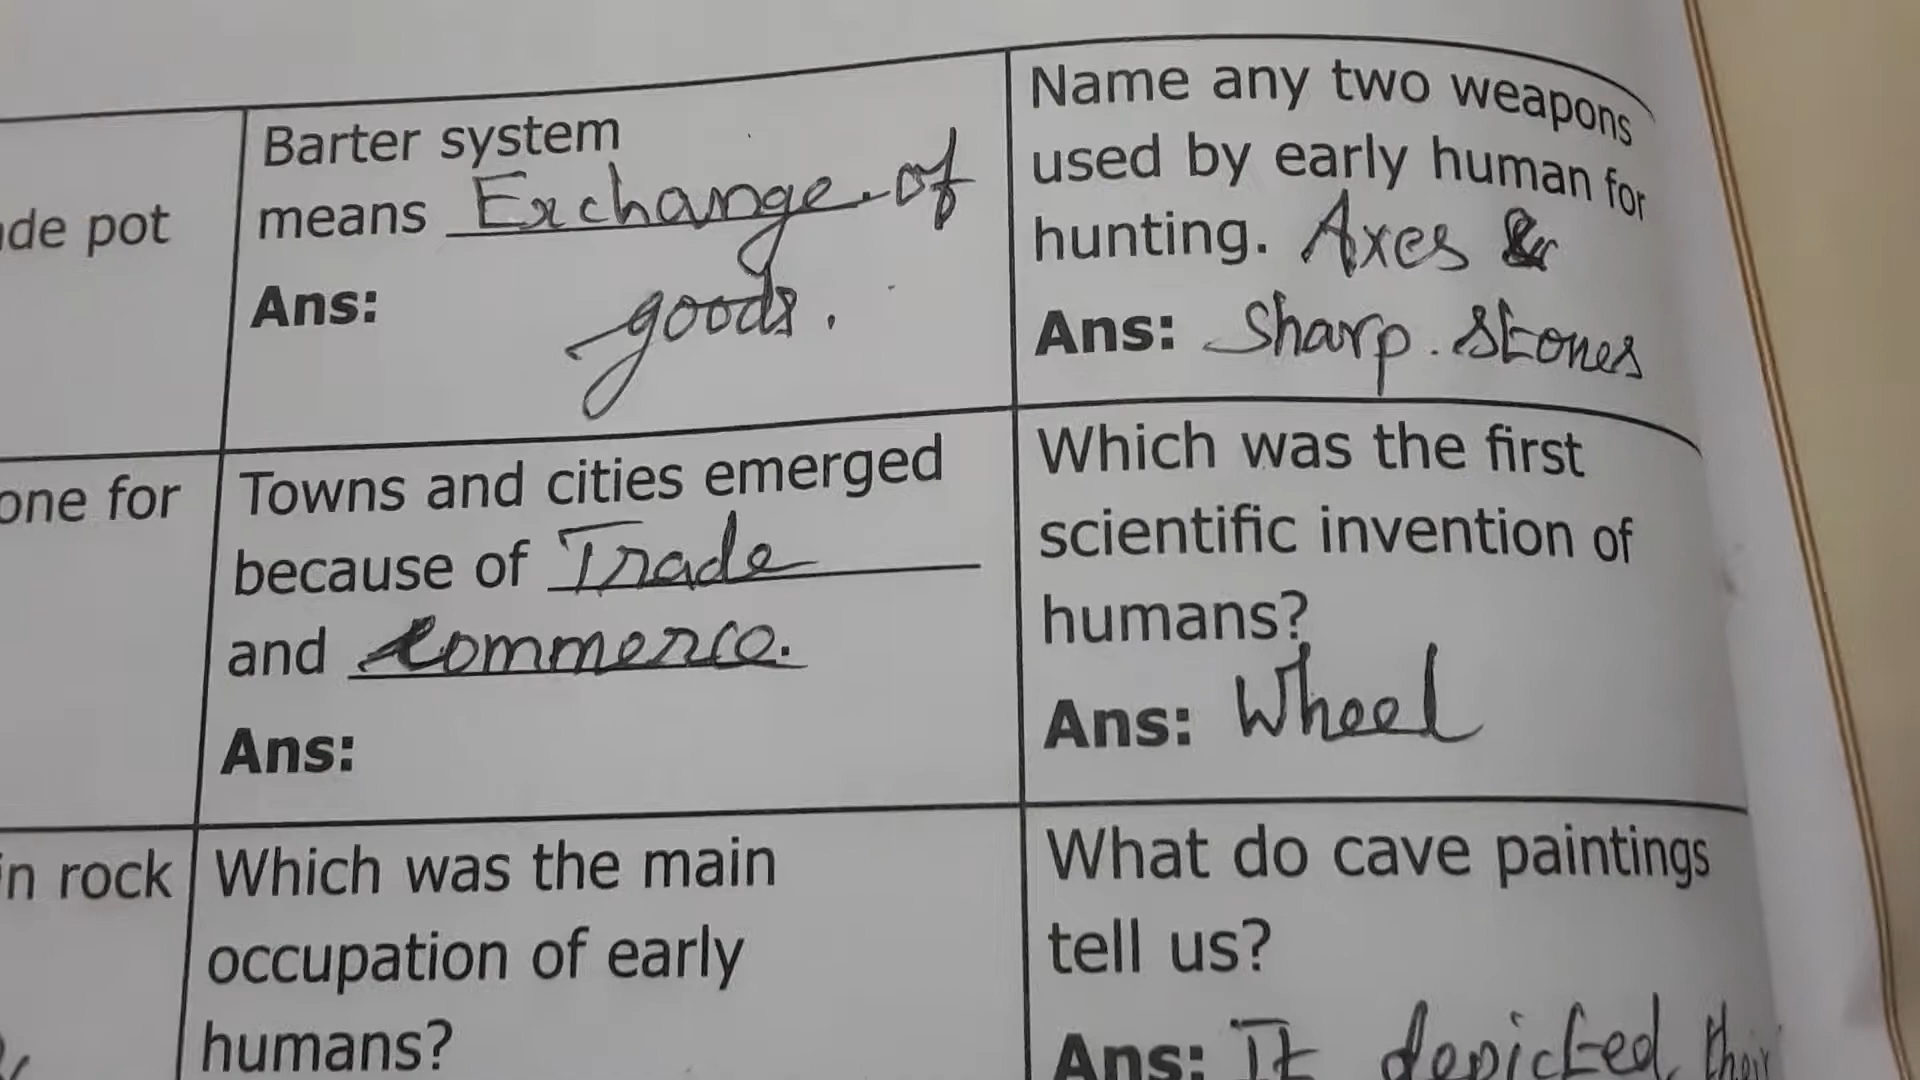 de pot
Barter system
means Exchange of
goods.
Ans:
Name any two weapons
used by early human for
hunting. Axes &
Ans: Sharp. Stones
one for
Towns and cities emerged
because of Trade
and Commerce.
Ans:
Which was the first
scientific invention of
humans?
Ans: Wheel
in rock
Which was the main
occupation of early
humans?
What do cave paintings
tell us?
Ans: It depicted their